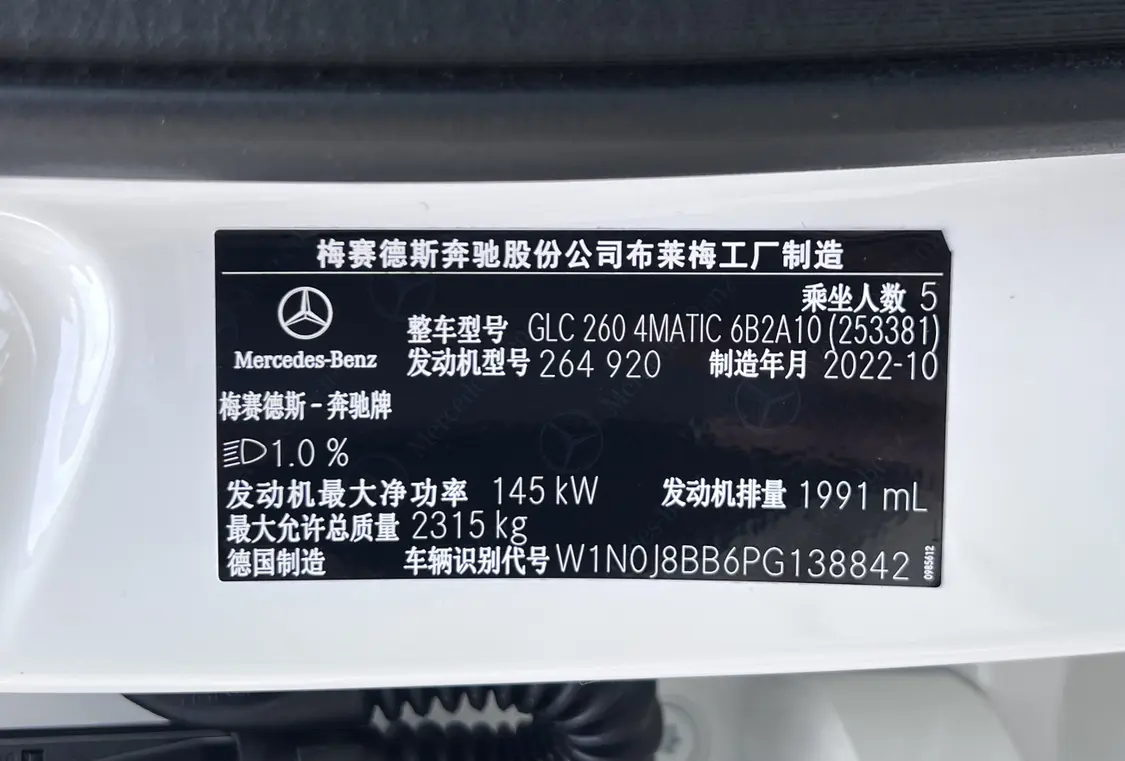 梅赛德斯奔驰股份公司布莱梅工厂制造
乘坐人数 5
整车型号 GLC 260 4MATIC 6B2A10 (253381)
Mercedes-Benz
发动机型号 264 920 制造年月 2022-10
梅赛德斯-奔驰牌
1.0 %
发动机最大净功率 145 kW 发动机排量 1991 mL
最大允许总质量 2315 kg
德国制造 车辆识别代号 W1N0J8BB6PG138842
0985612